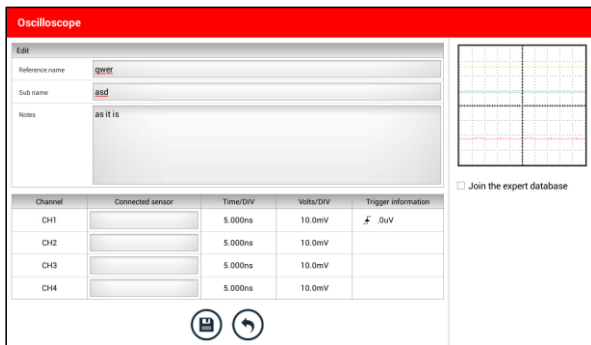 Oscilloscope
Edit
Reference name qwer
Sub name asd
Notes as it is
Join the expert database
Channel Connected sensor Time/DIV Volts/DIV Trigger information
CH1 5.000ns 10.0mV .0uV
CH2 5.000ns 10.0mV
CH3 5.000ns 10.0mV
CH4 5.000ns 10.0mV